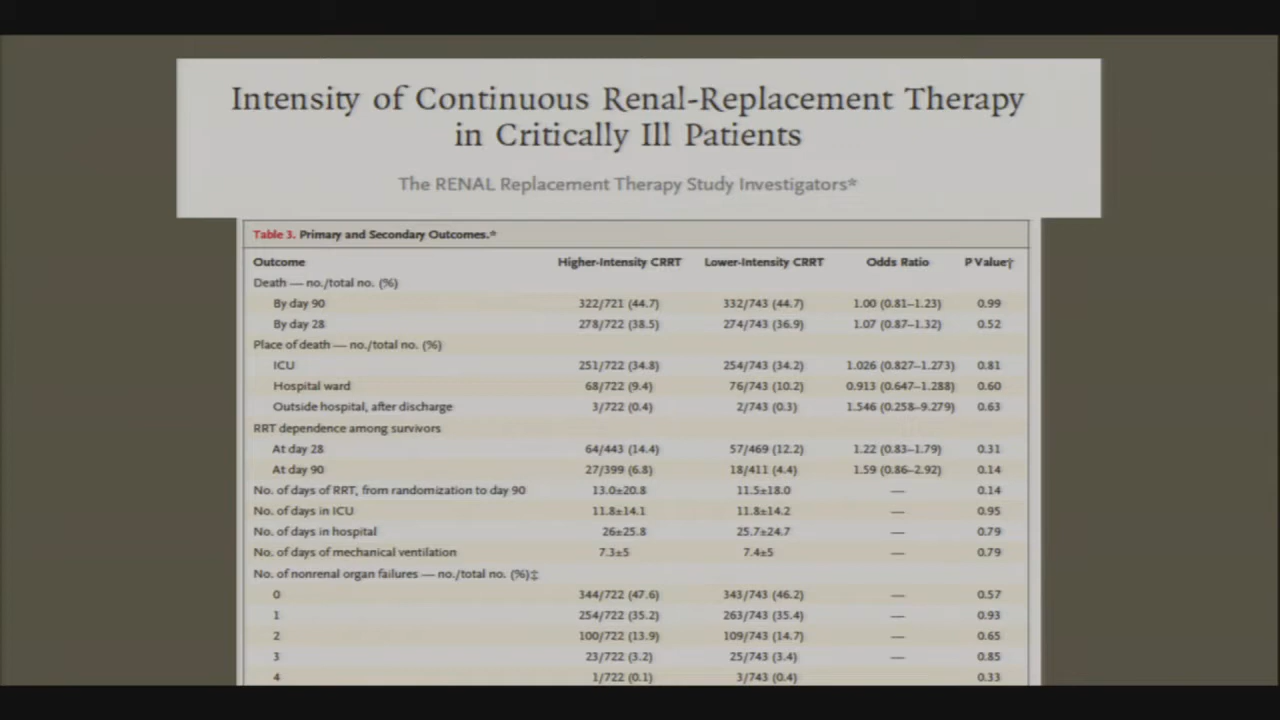 Intensity of Continuous Renal-Replacement Therapy
in Critically Ill Patients
The RENAL Replacement Therapy Study Investigators*
Table 3. Primary and Secondary Outcomes.*
Outcome Higher-Intensity CRRT Lower-Intensity CRRT Odds Ratio P Value†
Death — no./total no. (%)
By day 90 322/721 (44.7) 332/743 (44.7) 1.00 (0.81–1.23) 0.99
By day 28 278/722 (38.5) 274/743 (36.9) 1.07 (0.87–1.32) 0.52
Place of death — no./total no. (%)
ICU 251/722 (34.8) 254/743 (34.2) 1.026 (0.827–1.273) 0.81
Hospital ward 68/722 (9.4) 76/743 (10.2) 0.913 (0.647–1.288) 0.60
Outside hospital, after discharge 3/722 (0.4) 2/743 (0.3) 1.546 (0.258–9.279) 0.63
RRT dependence among survivors
At day 28 64/443 (14.4) 57/469 (12.2) 1.22 (0.83–1.79) 0.31
At day 90 27/399 (6.8) 18/411 (4.4) 1.59 (0.86–2.92) 0.14
No. of days of RRT, from randomization to day 90 13.0±20.8 11.5±18.0 — 0.14
No. of days in ICU 11.8±14.1 11.8±14.2 — 0.95
No. of days in hospital 26±25.8 25.7±24.7 — 0.79
No. of days of mechanical ventilation 7.3±5 7.4±5 — 0.79
No. of nonrenal organ failures — no./total no. (%)‡
0 344/722 (47.6) 343/743 (46.2) — 0.57
1 254/722 (35.2) 263/743 (35.4) — 0.93
2 100/722 (13.9) 109/743 (14.7) — 0.65
3 23/722 (3.2) 25/743 (3.4) — 0.85
4 1/722 (0.1) 3/743 (0.4) 0.33